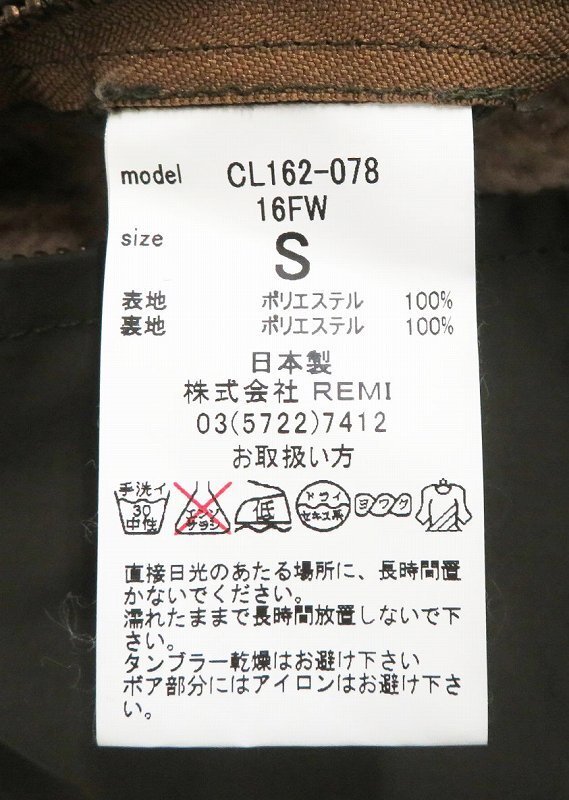 model CL162-078
16FW
size S
表地 ポリエステル 100%
裏地 ポリエステル 100%
日本製
株式会社 REMI
03(5722)7412
お取扱い方
手洗イ 30 中性 エンソ サラシ 低 ドライ セキユ系 ヨワク
直接日光のあたる場所に、長時間置
かないでください。
濡れたままで長時間放置しないで下
さい。
タンブラー乾燥はお避け下さい
ボア部分にはアイロンはお避け下さ
い。